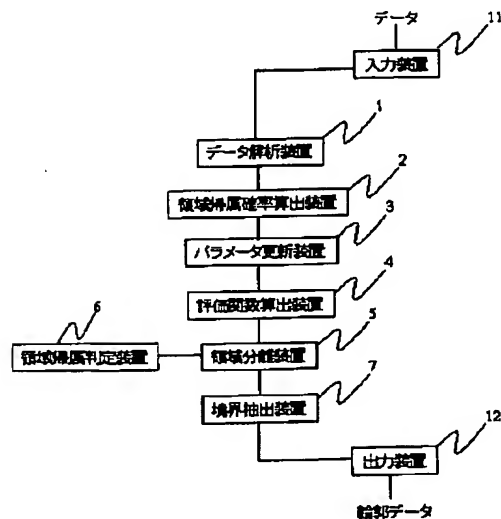 データ
11
入力装置
1
データ解析装置
2
領域帰属確率算出装置
3
パラメータ更新装置
4
評価関数算出装置
6
5
領域帰属判定装置
領域分離装置
7
境界抽出装置
12
出力装置
輪郭データ